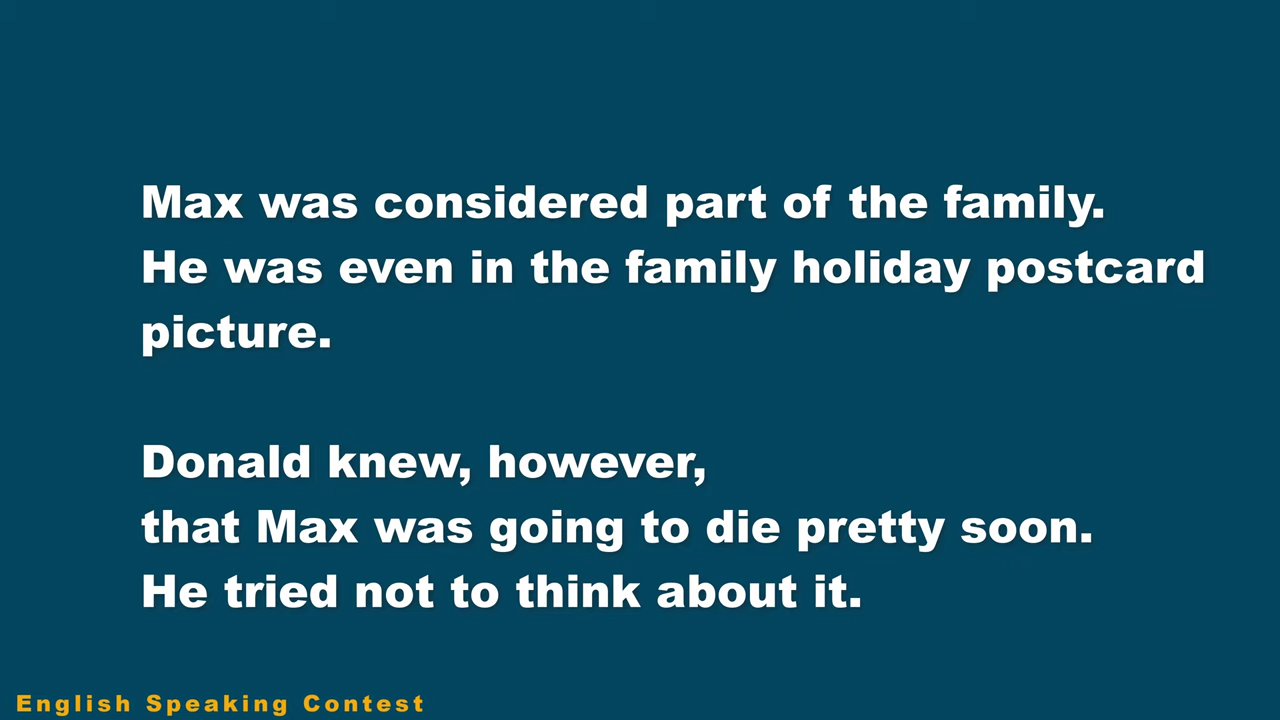 Max was considered part of the family.
He was even in the family holiday postcard
picture.
Donald knew, however,
that Max was going to die pretty soon.
He tried not to think about it.
English Speaking Contest